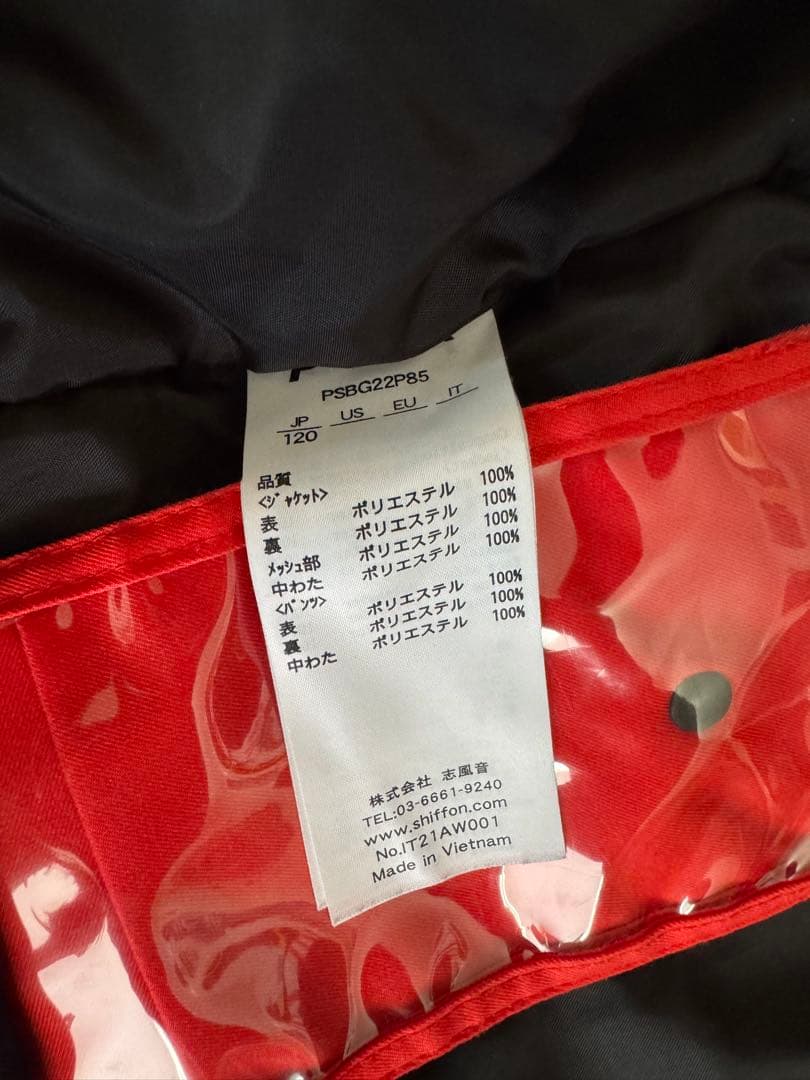 PSBG22P85
JP US EU IT
120
品質
<ジャケット>
表 ポリエステル 100%
裏 ポリエステル 100%
メッシュ部 ポリエステル 100%
中わた ポリエステル 100%
<パンツ>
表 ポリエステル 100%
裏 ポリエステル 100%
中わた ポリエステル 100%
株式会社 志風音
TEL:03-6661-9240
www.shiffon.com
No.IT21AW001
Made in Vietnam